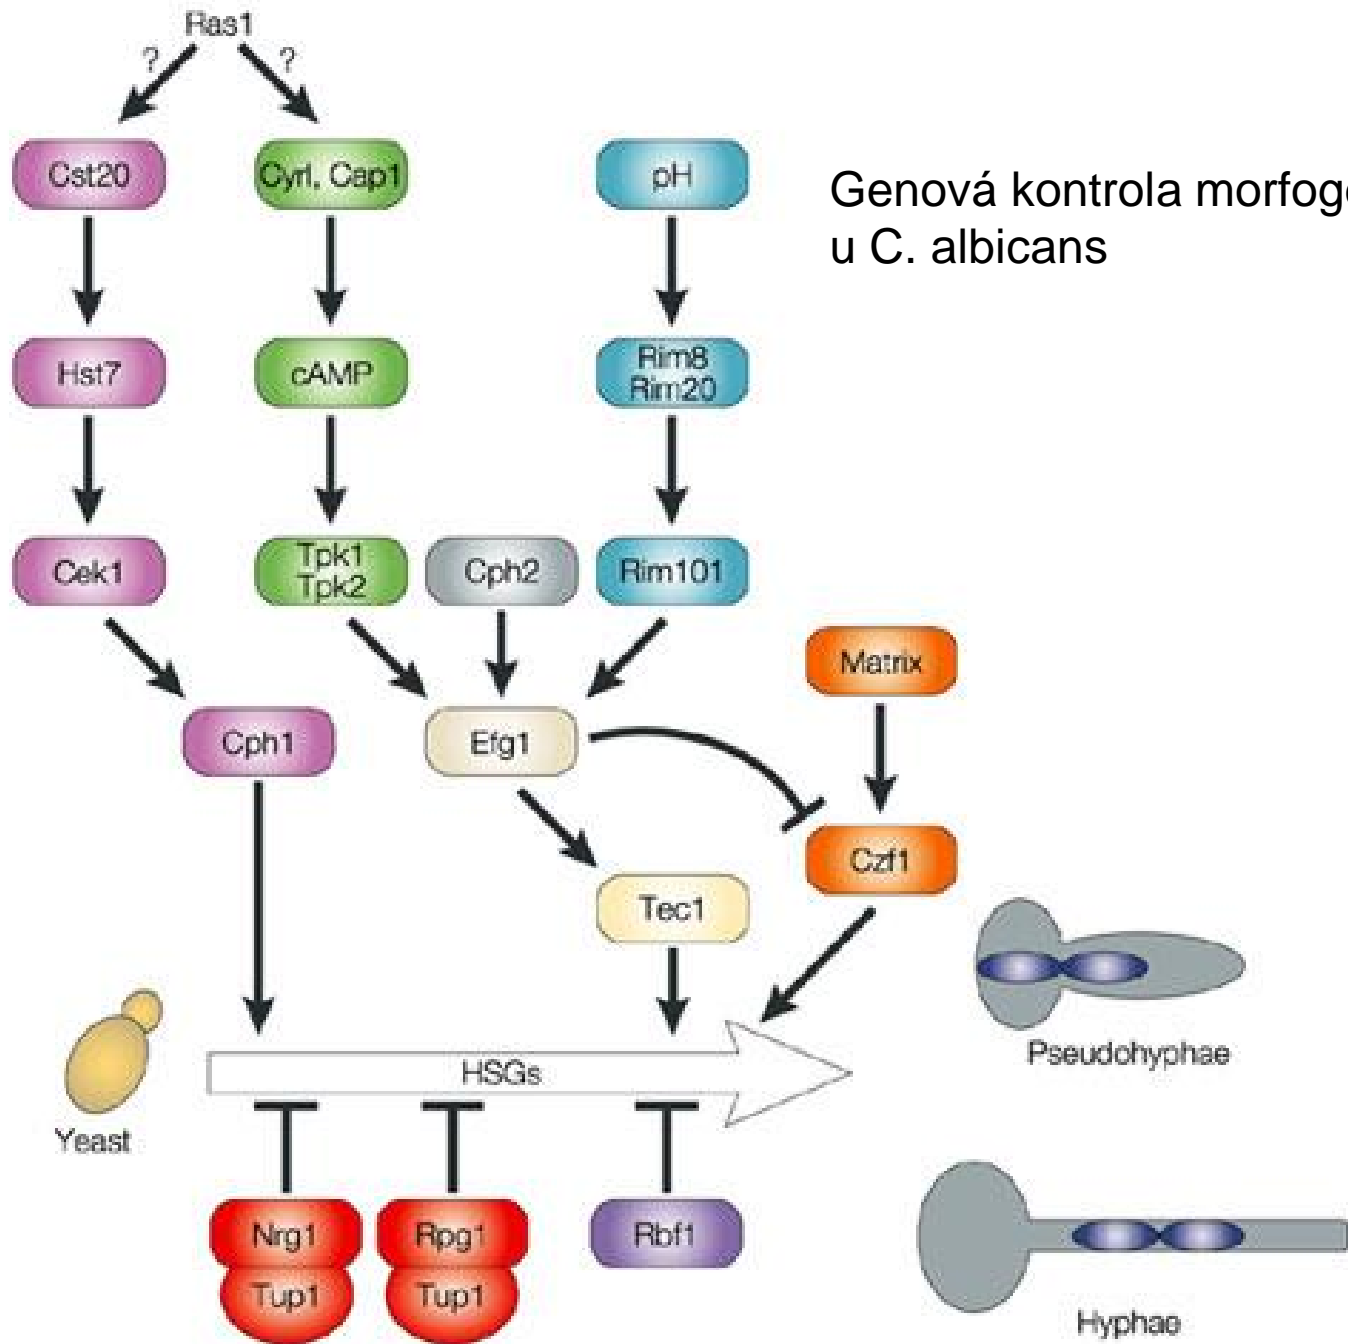 Ras1
? ?
Cst20
Cyrl, Cap1
pH
Genová kontrola
u C. albicans
Hst7
cAMP
Rim8
Rim20
Cek1
Tpk1
Tpk2
Cph2
Rim101
Matrix
Cph1
Efg1
Czf1
Tec1
HSGs
Yeast
Pseudohyphae
Nrg1
Tup1
Rpg1
Tup1
Rbf1
Hyphae